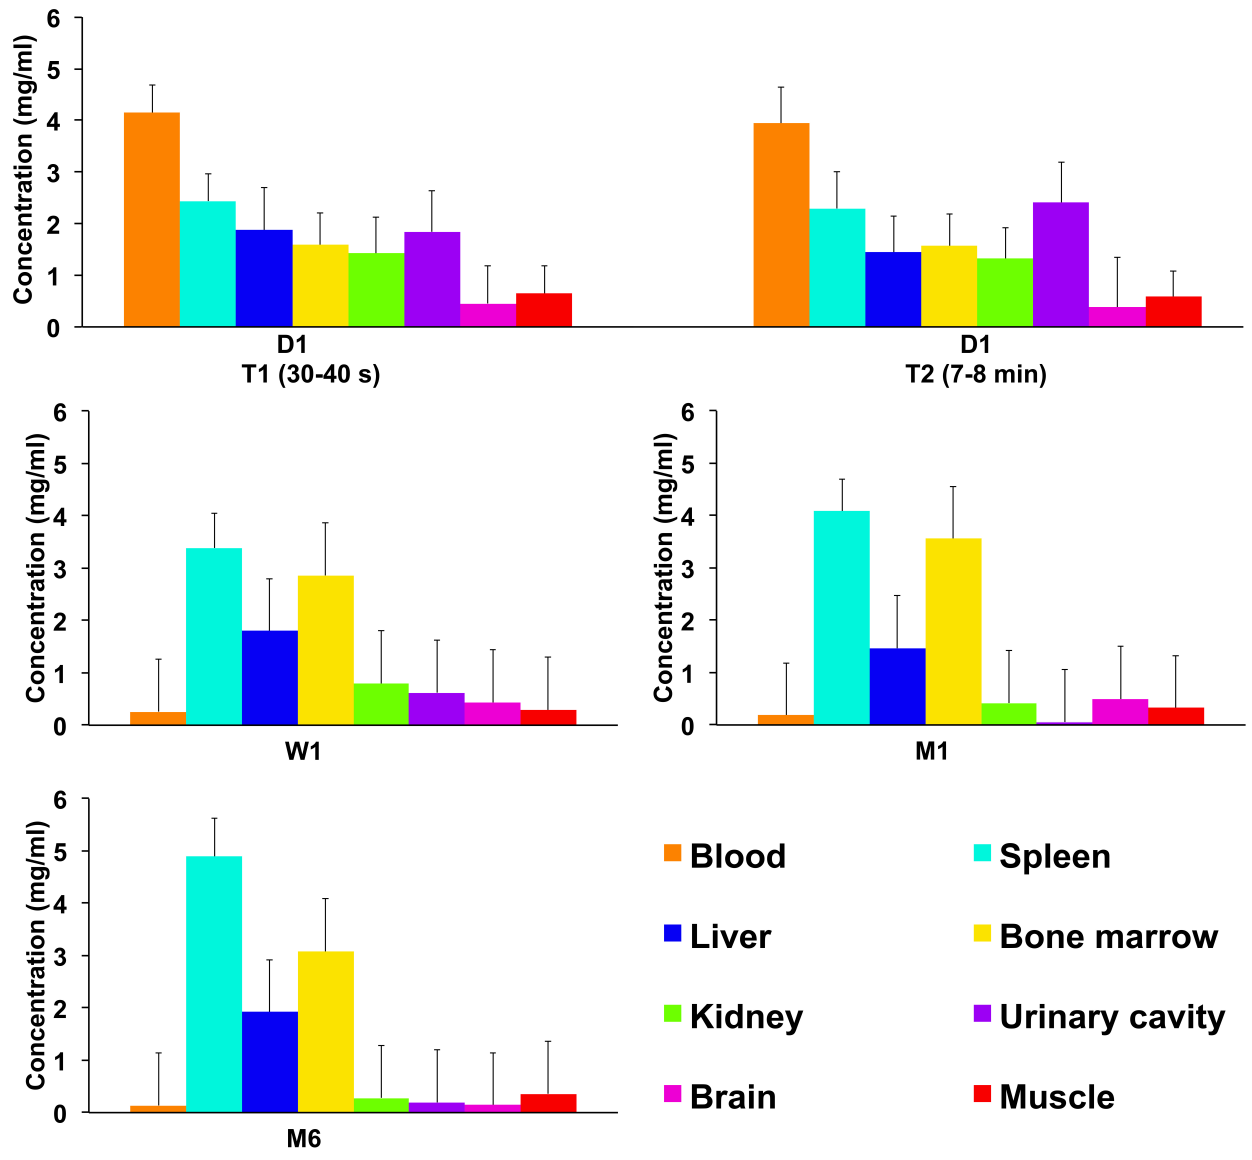 Concentration (mg/ml)
6
5
4
3
2
1
0
D1
T1 (30-40 s)
D1
T2 (7-8 min)
Concentration (mg/ml)
6
5
4
3
2
1
0
W1
Concentration (mg/ml)
6
5
4
3
2
1
0
M1
Concentration (mg/ml)
6
5
4
3
2
1
0
M6
Blood
Spleen
Liver
Bone marrow
Kidney
Urinary cavity
Brain
Muscle